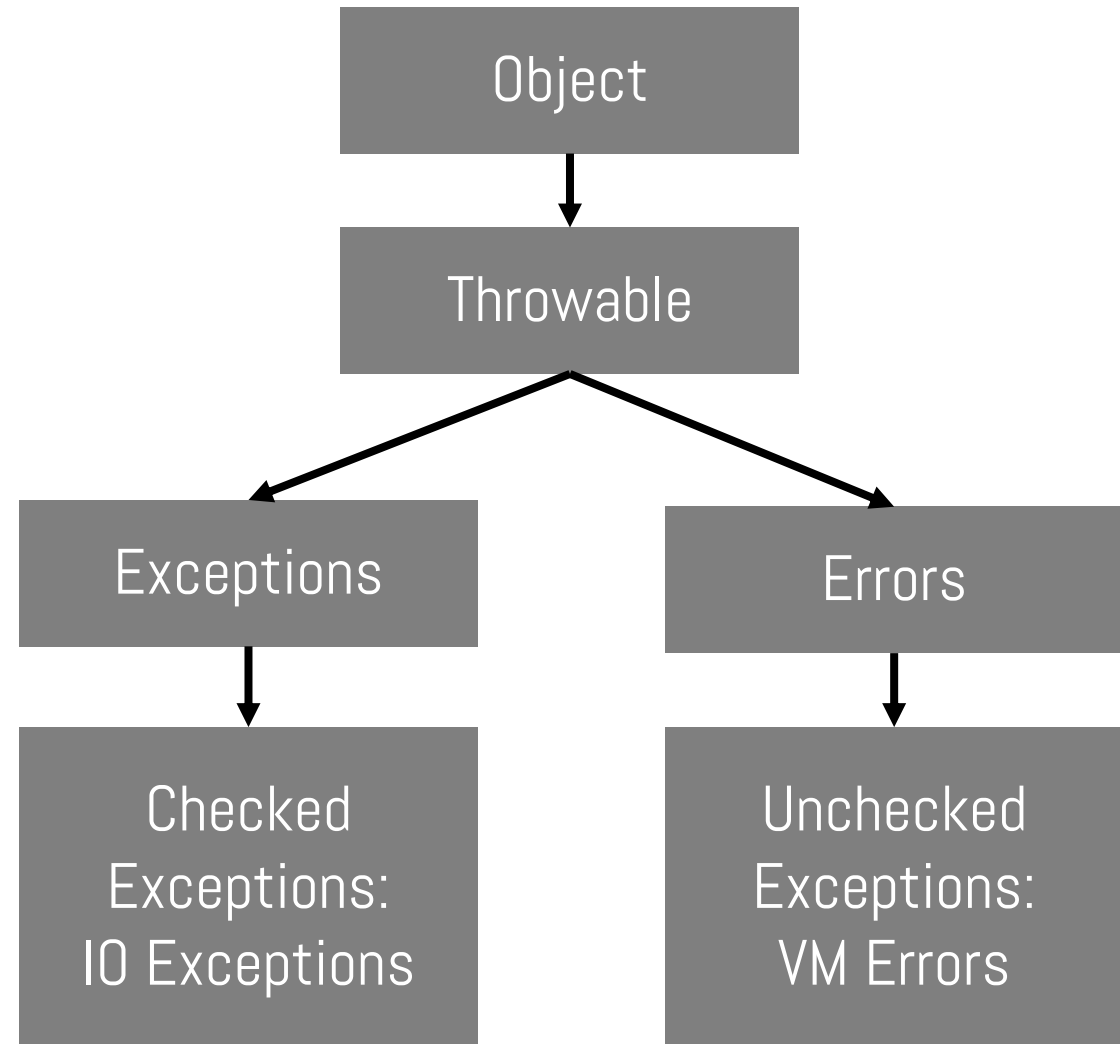 Object
Throwable
Exceptions
Errors
Checked
Exceptions:
IO Exceptions
Unchecked
Exceptions:
VM Errors